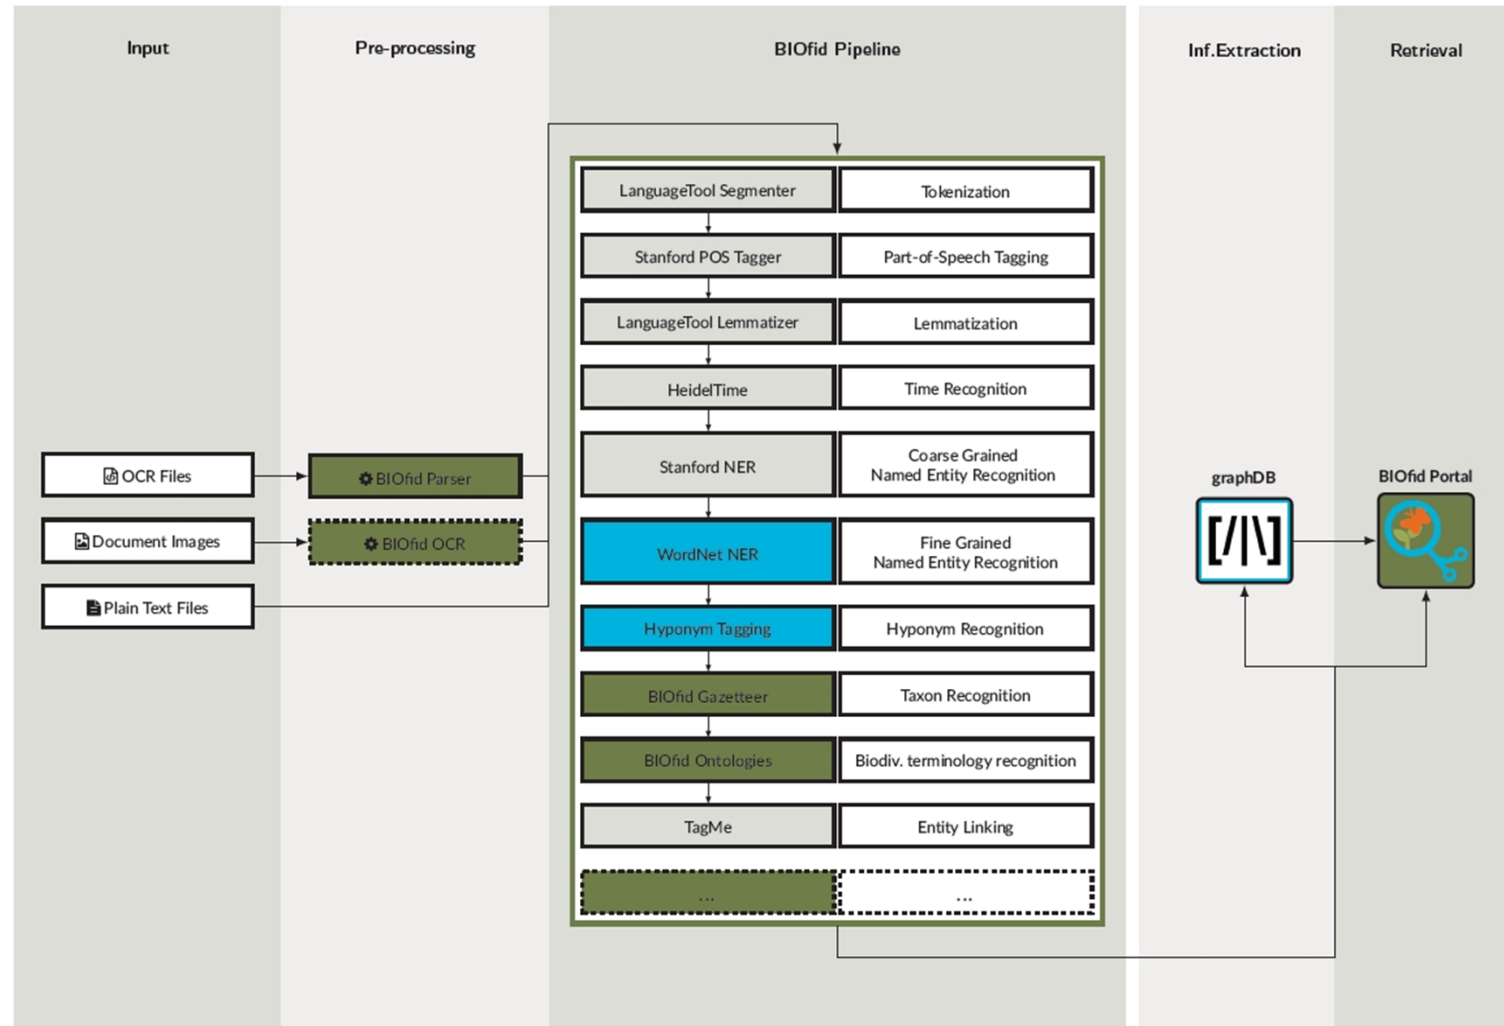 Input
Pre-processing
BIOfid Pipeline
Inf.Extraction
Retrieval
LanguageTool Segmenter
Tokenization
Stanford POS Tagger
Part-of-Speech Tagging
LanguageTool Lemmatizer
Lemmatization
HeidelTime
Time Recognition
Stanford NER
Coarse Grained
Named Entity Recognition
OCR Files
BIOfid Parser
Document Images
BIOfid OCR
Plain Text Files
WordNet NER
Fine Grained
Named Entity Recognition
Hyponym Tagging
Hyponym Recognition
BIOfid Gazetteer
Taxon Recognition
BIOfid Ontologies
Biodiv. terminology recognition
TagMe
Entity Linking
...
...
graphDB
[/|\]
BIOfid Portal